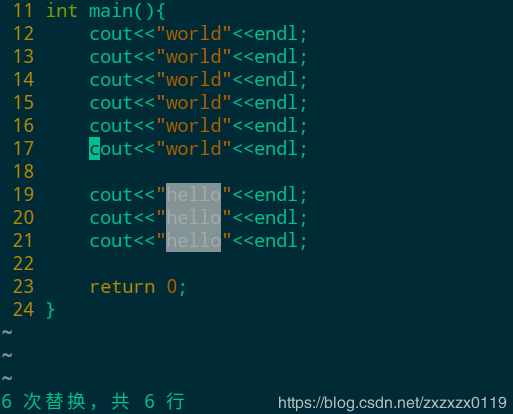 11 int main(){
12     cout<<"world"<<endl;
13     cout<<"world"<<endl;
14     cout<<"world"<<endl;
15     cout<<"world"<<endl;
16     cout<<"world"<<endl;
17     cout<<"world"<<endl;
18
19     cout<<"hello"<<endl;
20     cout<<"hello"<<endl;
21     cout<<"hello"<<endl;
22
23     return 0;
24 }
~
~
~
6 次替换，共 6 行
https://blog.csdn.net/zxzxzx0119